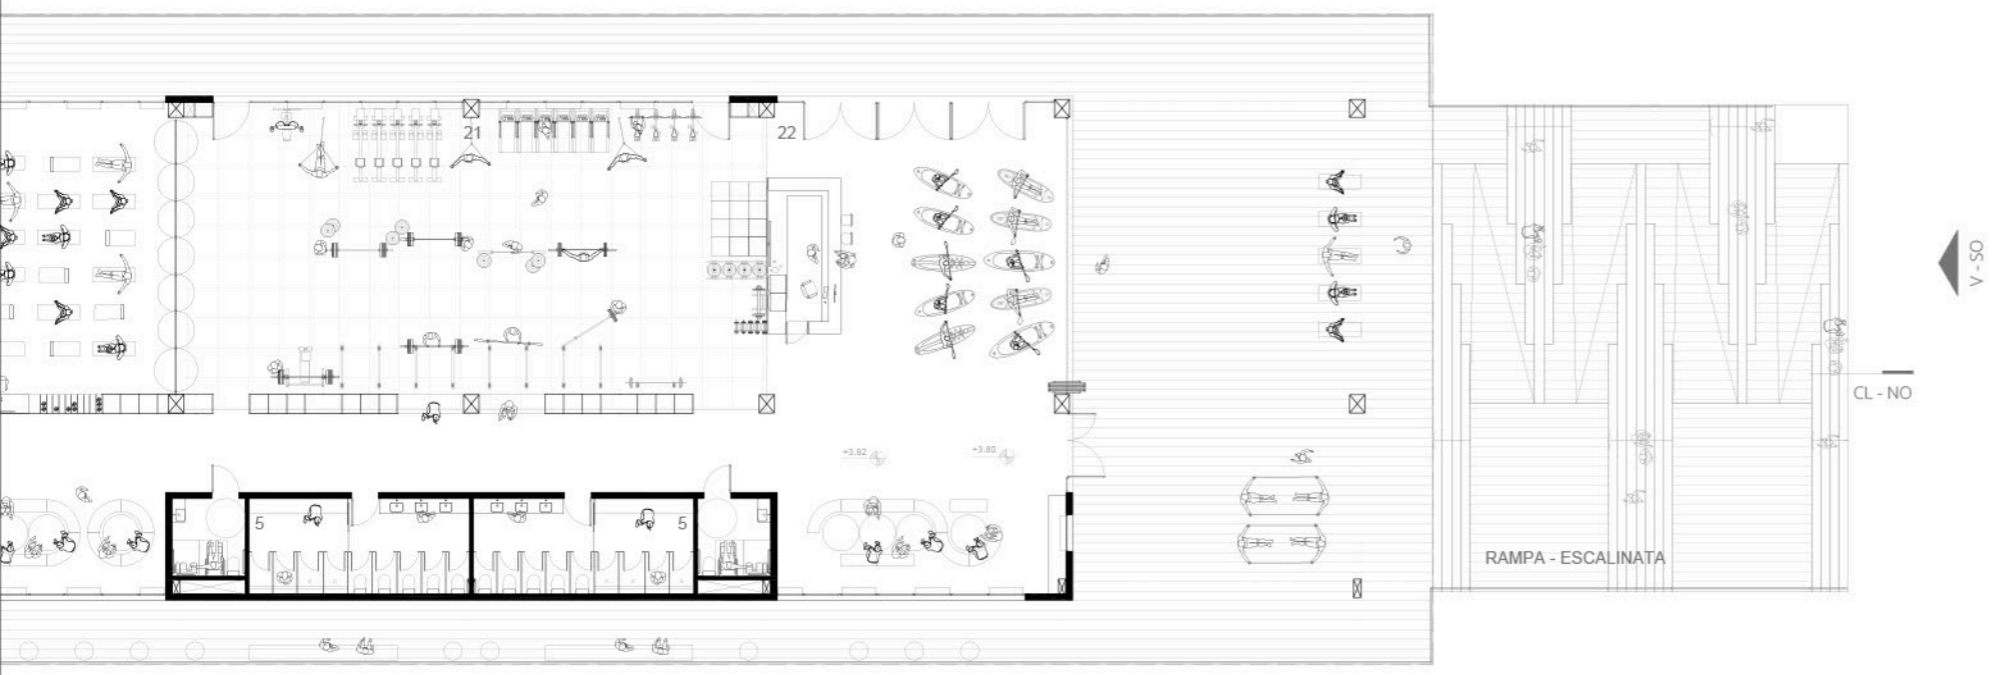 21
22
V - SO
CL - NO
+3.82
+3.80
5
5
RAMPA - ESCALINATA